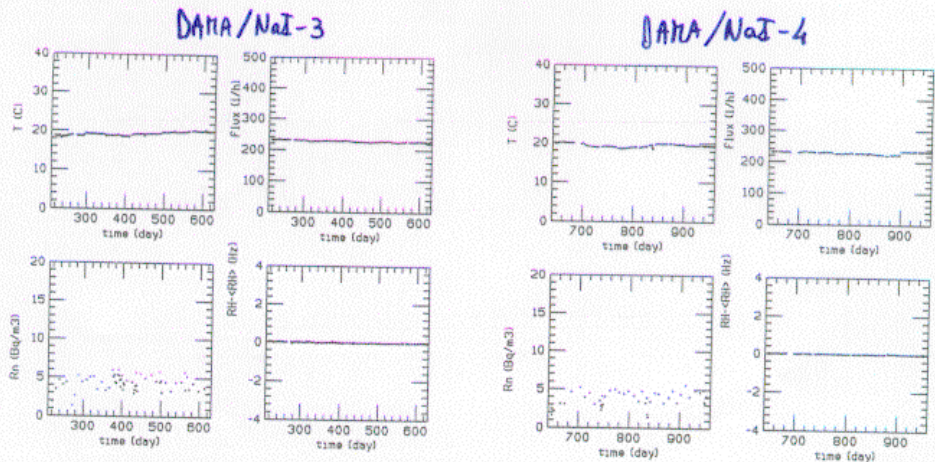 DAMA/NaI-3
DAMA/NaI-4
40
30
20
10
0
T (C)
300 400 500 600
time (day)
500
400
300
200
100
0
Flux (l/h)
300 400 500 600
time (day)
40
30
20
10
0
T (C)
700 800 900
time (day)
500
400
300
200
100
0
Flux (l/h)
700 800 900
time (day)
20
15
10
5
0
Rn (Bq/m3)
300 400 500 600
time (day)
4
2
0
-2
-4
RH-<RH> (Hz)
300 400 500 600
time (day)
20
15
10
5
0
Rn (Bq/m3)
700 800 900
time (day)
4
2
0
-2
-4
RH-<RH> (Hz)
700 800 900
time (day)